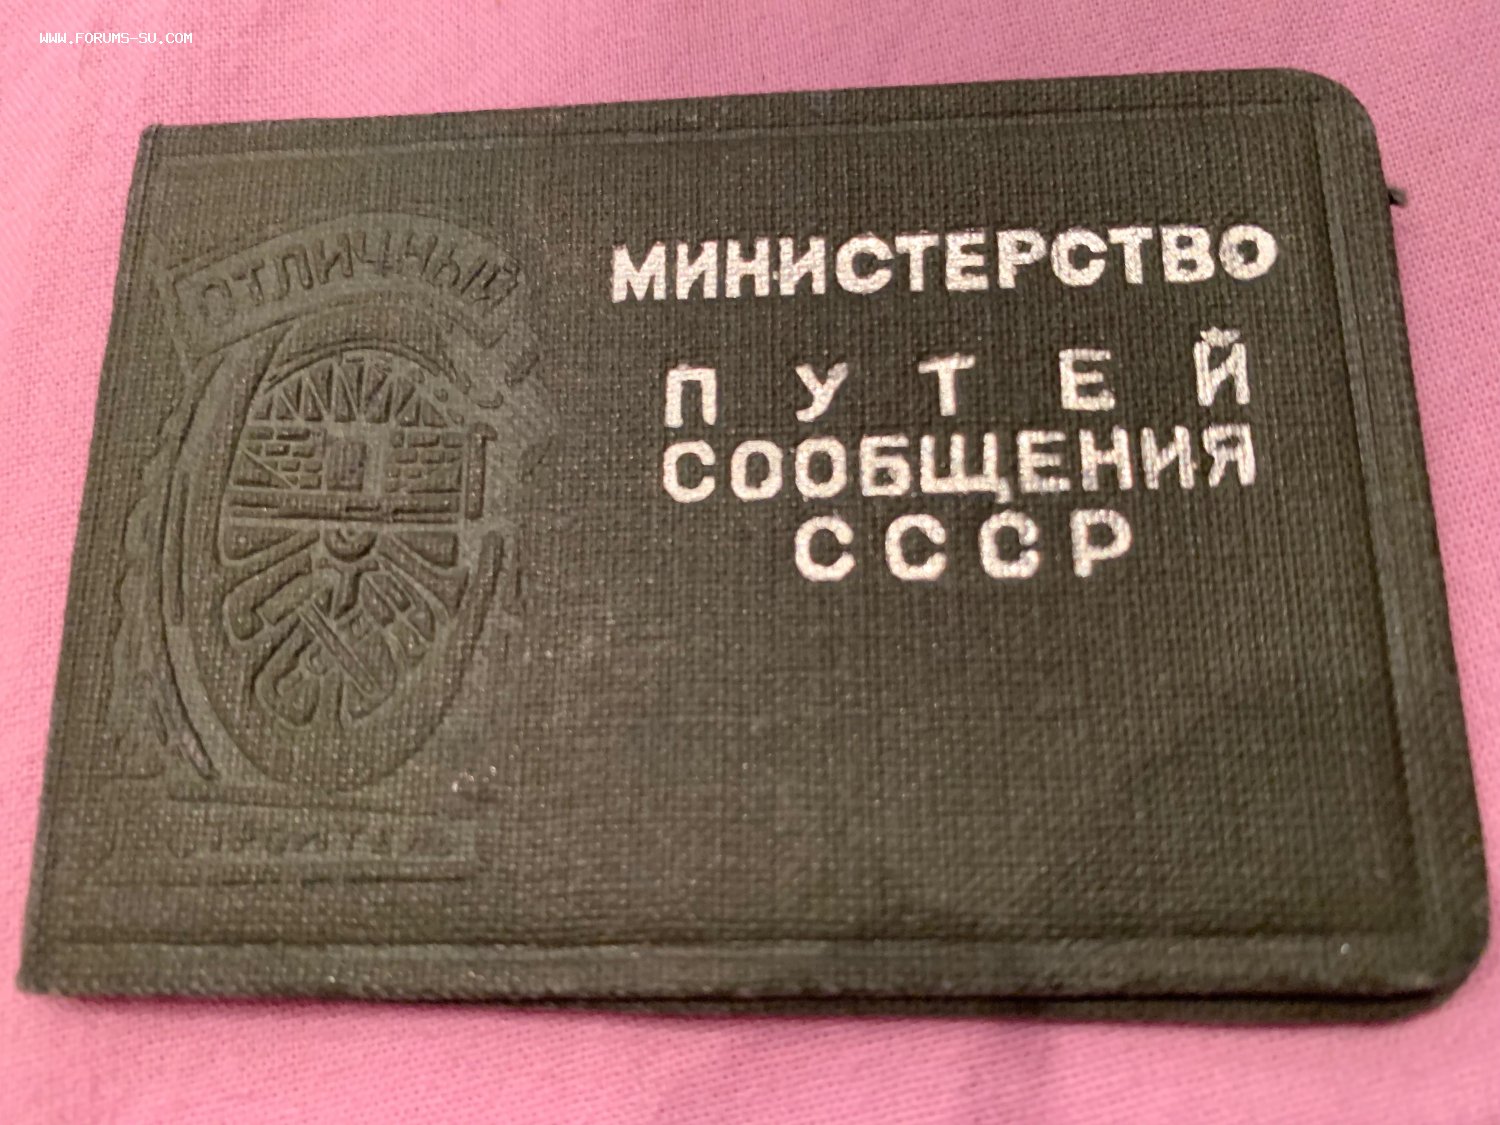 WWW.FORUMS-SU.COM
ОТЛИЧНЫЙ
МИНИСТЕРСТВО
ПУТЕЙ
СООБЩЕНИЯ
СССР